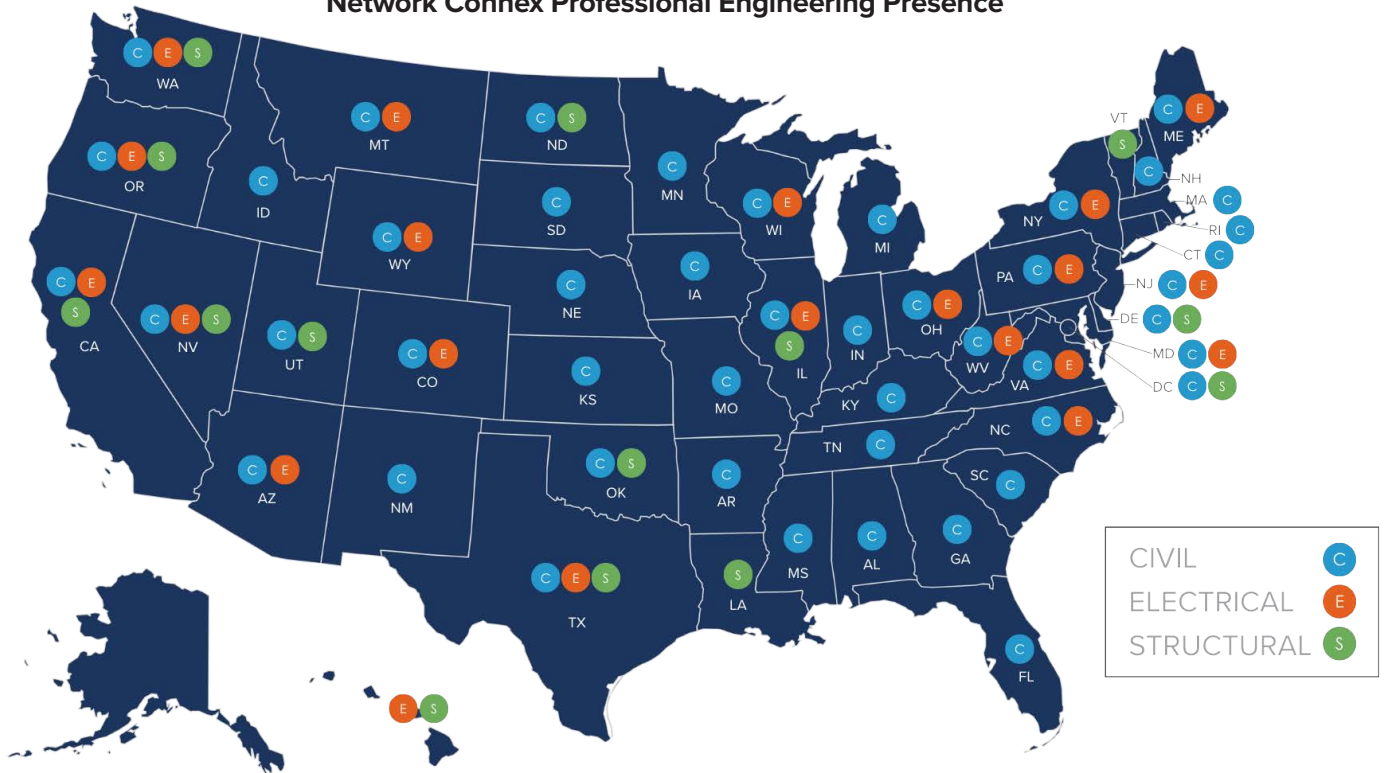 Network Connex Professional Engineering Presence
C E S
WA
C E
MT
C S
ND
C
MN
C E
ME
VT
S
C E S
OR
C
ID
C
SD
C E
WI
C
MI
C E
NY
C
NH
MA C
RI C
CT C
C E
WY
C E
S
CA
C E S
NV
C S
UT
C E
CO
C
NE
C
IA
C E
S
IL
C
IN
C E
OH
PA C E
NJ C E
DE C S
MD C E
DC C S
C E
WV
C E
VA
C
KS
C
MO
KY C
NC C E
TN C
C E
AZ
C
NM
C S
OK
C
AR
SC C
C
MS
C
AL
C
GA
C E S
TX
S
LA
C
FL
E S
CIVIL C
ELECTRICAL E
STRUCTURAL S